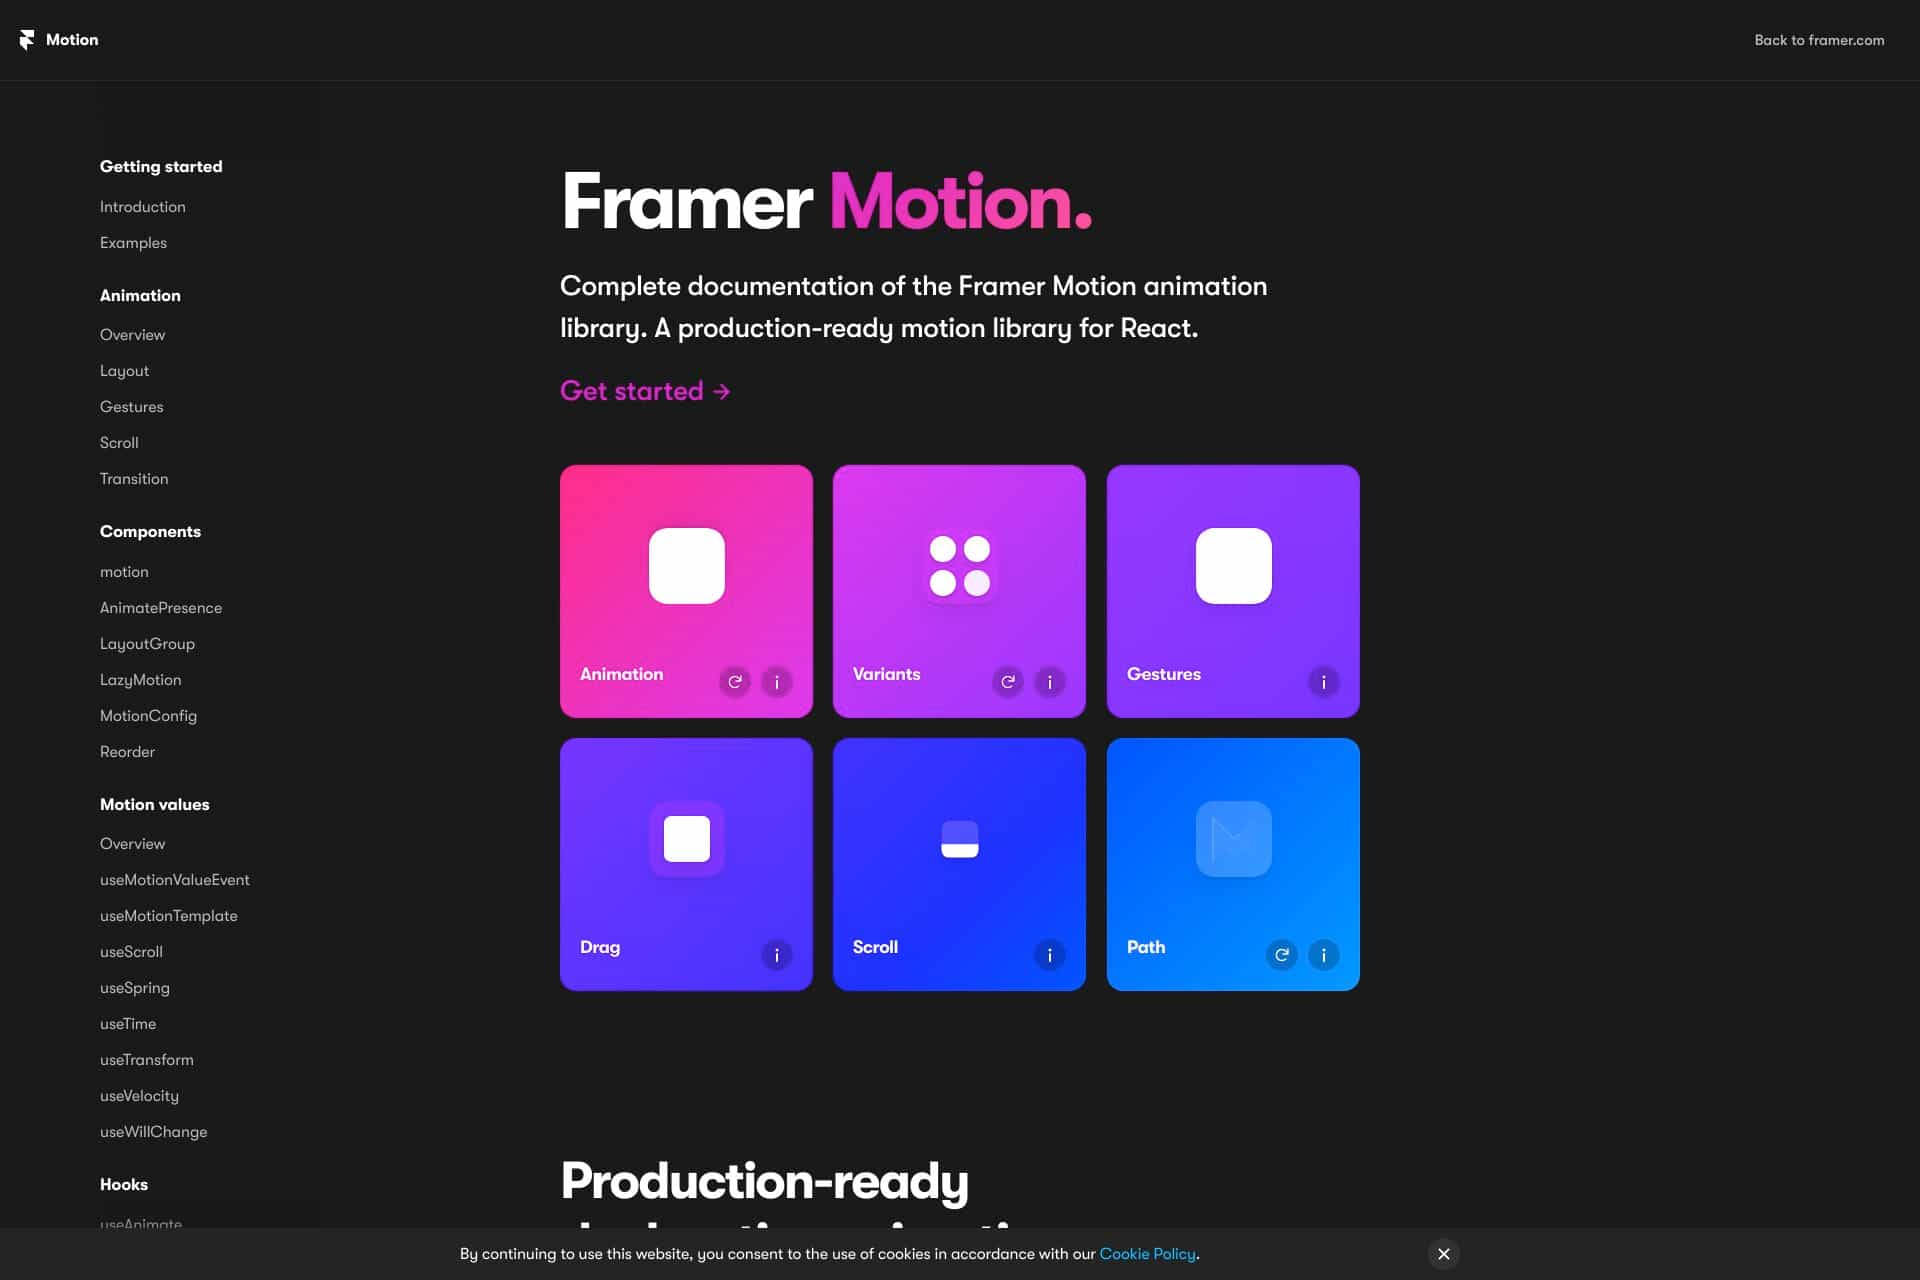 Motion
Back to framer.com
Getting started
Introduction
Examples
Animation
Overview
Layout
Gestures
Scroll
Transition
Components
motion
AnimatePresence
LayoutGroup
LazyMotion
MotionConfig
Reorder
Motion values
Overview
useMotionValueEvent
useMotionTemplate
useScroll
useSpring
useTime
useTransform
useVelocity
useWillChange
Hooks
useAnimate
Framer Motion.
Complete documentation of the Framer Motion animation
library. A production-ready motion library for React.
Get started →
Animation
Variants
Gestures
Drag
Scroll
Path
Production-ready
By continuing to use this website, you consent to the use of cookies in accordance with our Cookie Policy.